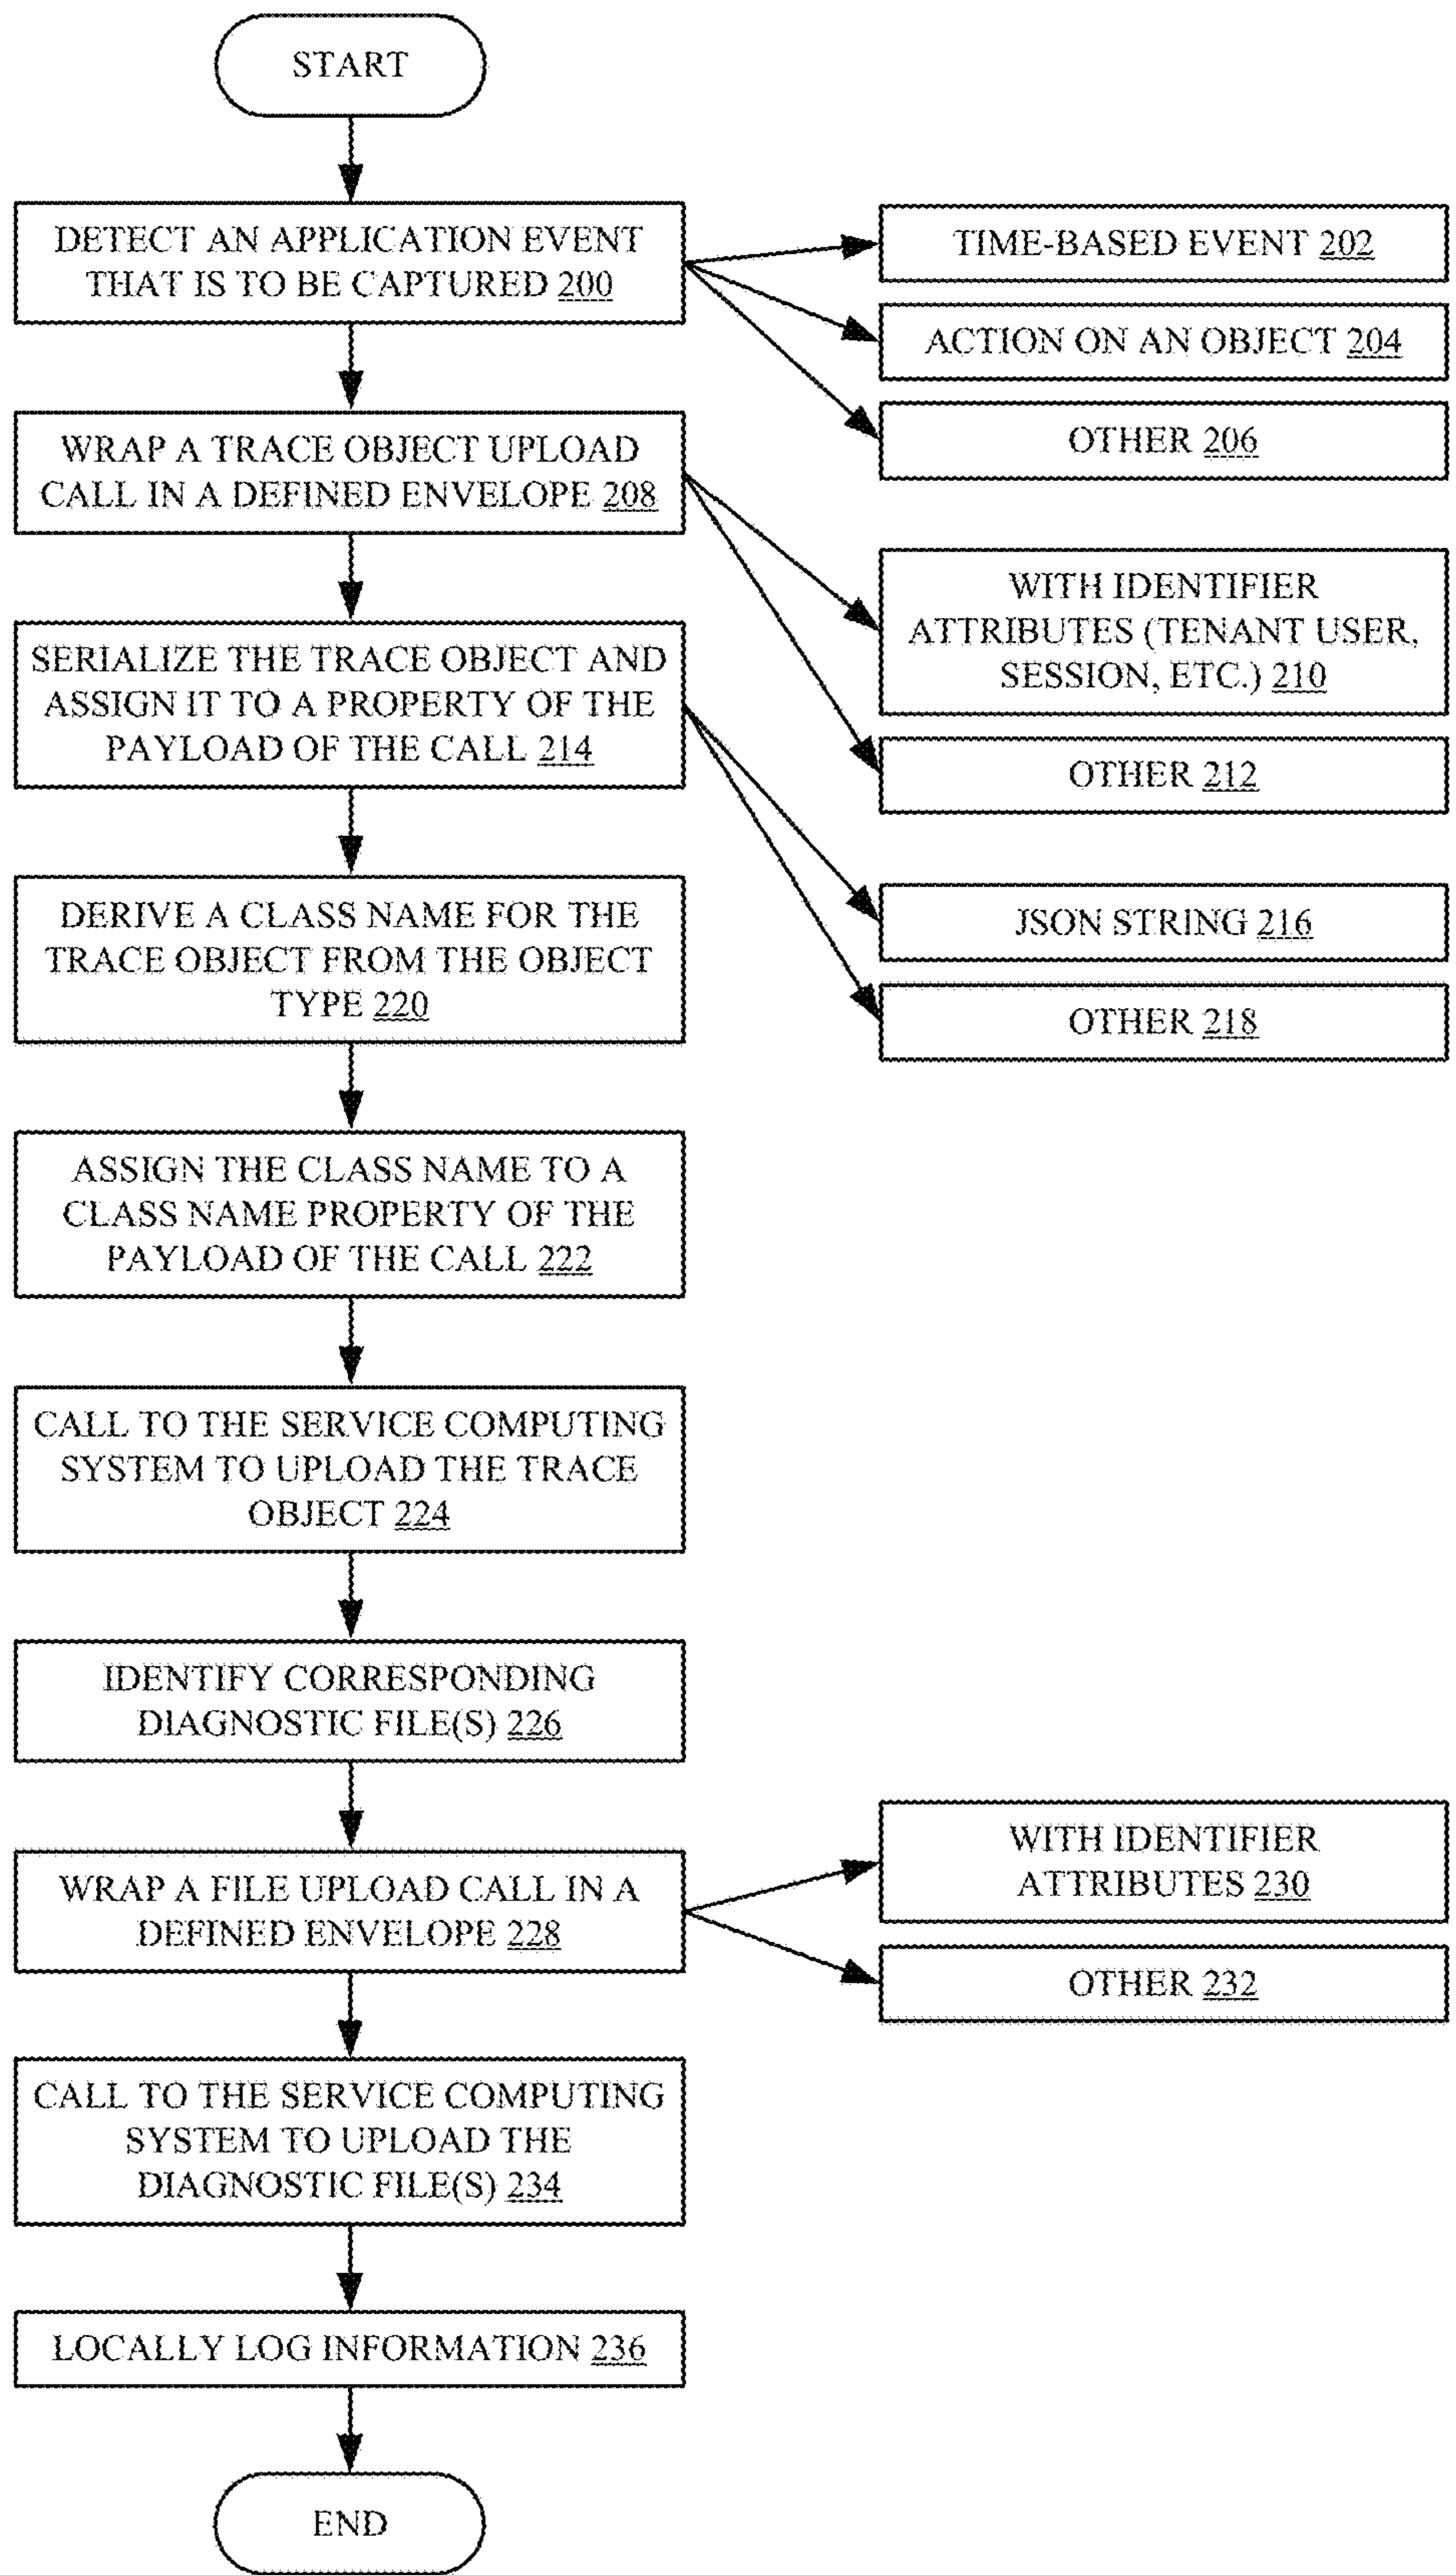 START
DETECT AN APPLICATION EVENT
THAT IS TO BE CAPTURED 200
TIME-BASED EVENT 202
ACTION ON AN OBJECT 204
OTHER 206
WRAP A TRACE OBJECT UPLOAD
CALL IN A DEFINED ENVELOPE 208
WITH IDENTIFIER
ATTRIBUTES (TENANT USER,
SESSION, ETC.) 210
OTHER 212
SERIALIZE THE TRACE OBJECT AND
ASSIGN IT TO A PROPERTY OF THE
PAYLOAD OF THE CALL 214
JSON STRING 216
OTHER 218
DERIVE A CLASS NAME FOR THE
TRACE OBJECT FROM THE OBJECT
TYPE 220
ASSIGN THE CLASS NAME TO A
CLASS NAME PROPERTY OF THE
PAYLOAD OF THE CALL 222
CALL TO THE SERVICE COMPUTING
SYSTEM TO UPLOAD THE TRACE
OBJECT 224
IDENTIFY CORRESPONDING
DIAGNOSTIC FILE(S) 226
WRAP A FILE UPLOAD CALL IN A
DEFINED ENVELOPE 228
WITH IDENTIFIER
ATTRIBUTES 230
OTHER 232
CALL TO THE SERVICE COMPUTING
SYSTEM TO UPLOAD THE
DIAGNOSTIC FILE(S) 234
LOCALLY LOG INFORMATION 236
END